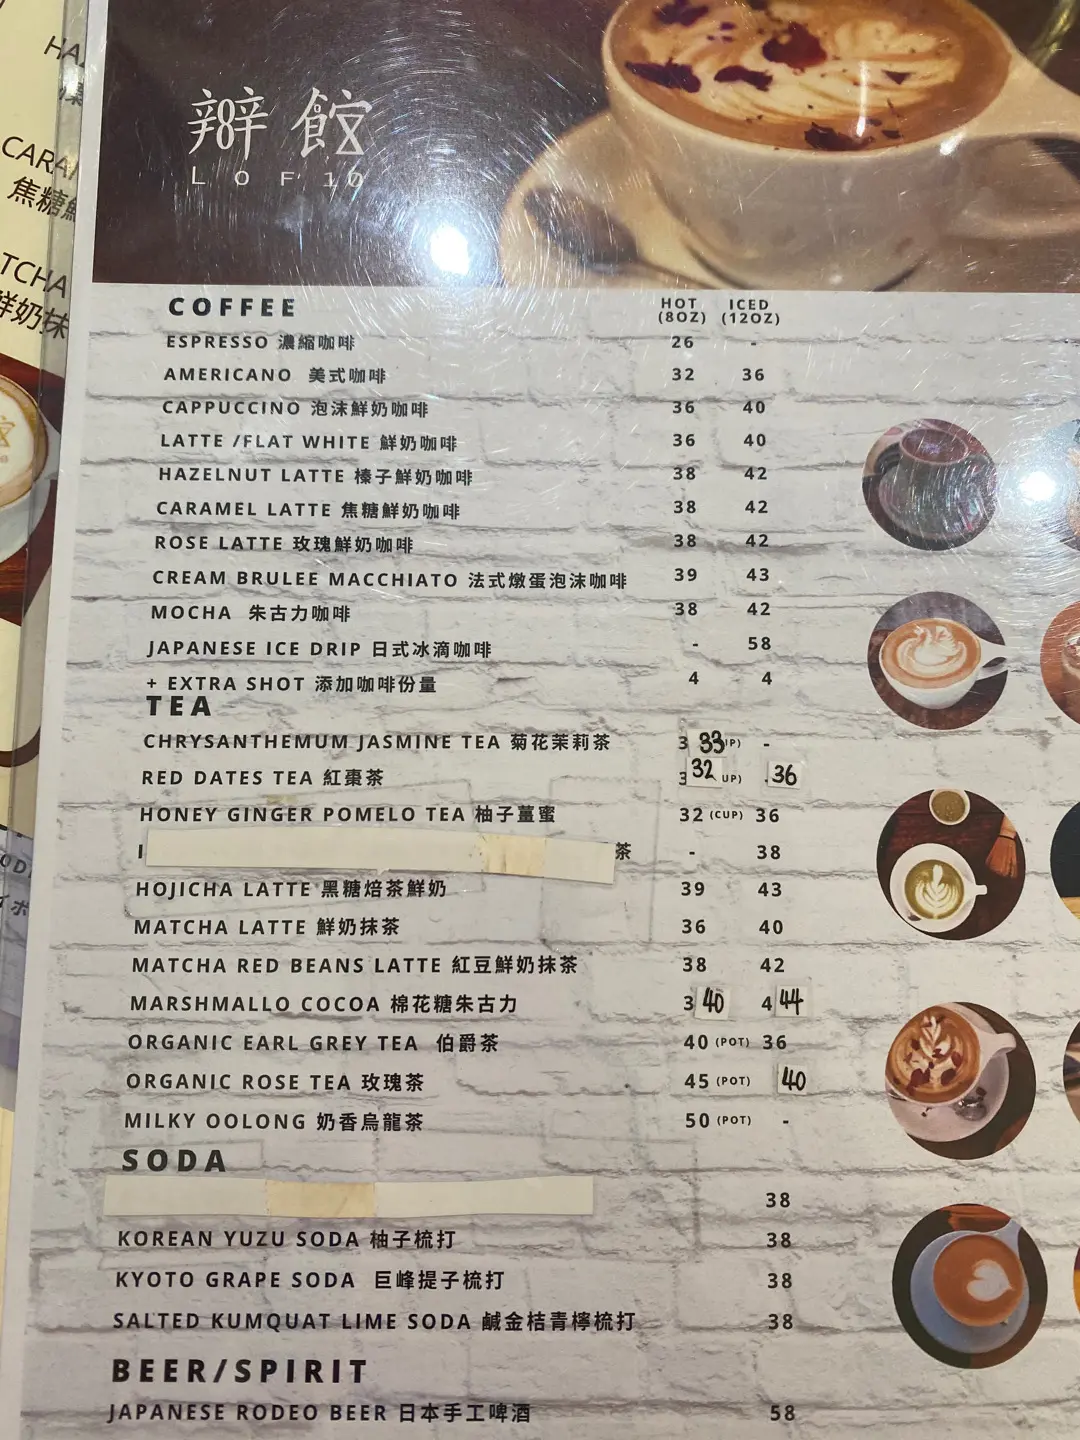 CARA
焦糖鮮
TCHA
鮮奶抹
辩館
LOF10
COFFEE HOT (8OZ) ICED (12OZ)
ESPRESSO 濃縮咖啡 26 -
AMERICANO 美式咖啡 32 36
CAPPUCCINO 泡沫鮮奶咖啡 36 40
LATTE /FLAT WHITE 鮮奶咖啡 36 40
HAZELNUT LATTE 榛子鮮奶咖啡 38 42
CARAMEL LATTE 焦糖鮮奶咖啡 38 42
ROSE LATTE 玫瑰鮮奶咖啡 38 42
CREAM BRULEE MACCHIATO 法式燉蛋泡沫咖啡 39 43
MOCHA 朱古力咖啡 38 42
JAPANESE ICE DRIP 日式冰滴咖啡 - 58
+ EXTRA SHOT 添加咖啡份量 4 4
TEA
CHRYSANTHEMUM JASMINE TEA 菊花茉莉茶 33 -
RED DATES TEA 紅棗茶 32 36
HONEY GINGER POMELO TEA 柚子薑蜜 32 (CUP) 36
茶 - 38
HOJICHA LATTE 黑糖焙茶鮮奶 39 43
MATCHA LATTE 鮮奶抹茶 36 40
MATCHA RED BEANS LATTE 紅豆鮮奶抹茶 38 42
MARSHMALLO COCOA 棉花糖朱古力 40 44
ORGANIC EARL GREY TEA 伯爵茶 40 (POT) 36
ORGANIC ROSE TEA 玫瑰茶 45 (POT) 40
MILKY OOLONG 奶香烏龍茶 50 (POT) -
SODA
38
KOREAN YUZU SODA 柚子梳打 38
KYOTO GRAPE SODA 巨峰提子梳打 38
SALTED KUMQUAT LIME SODA 鹹金桔青檸梳打 38
BEER/SPIRIT
JAPANESE RODEO BEER 日本手工啤酒 58